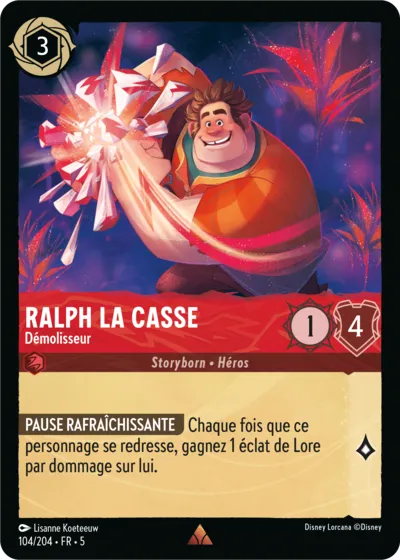 3
RALPH LA CASSE
Démolisseur
1
4
Storyborn • Héros
PAUSE RAFRAÎCHISSANTE Chaque fois que ce
personnage se redresse, gagnez 1 éclat de Lore
par dommage sur lui.
Lisanne Koeteeuw
104/204 • FR • 5
Disney Lorcana ©Disney